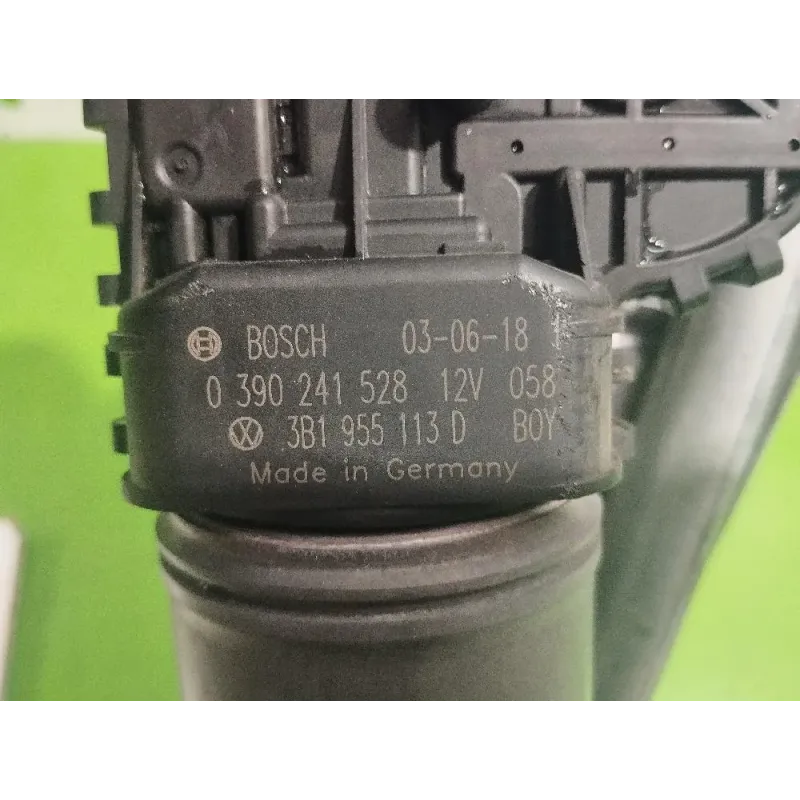 BOSCH 03-06-18
0 390 241 528 12V 058
3B1 955 113 D BOY
Made in Germany